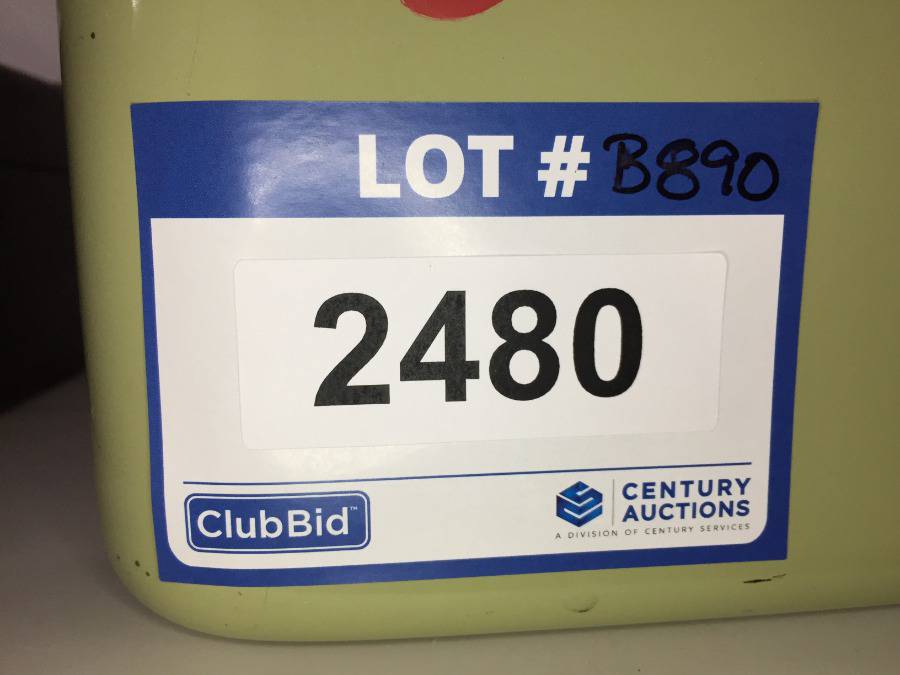 LOT # B890
2480
ClubBid™
CENTURY
AUCTIONS
A DIVISION OF CENTURY SERVICES